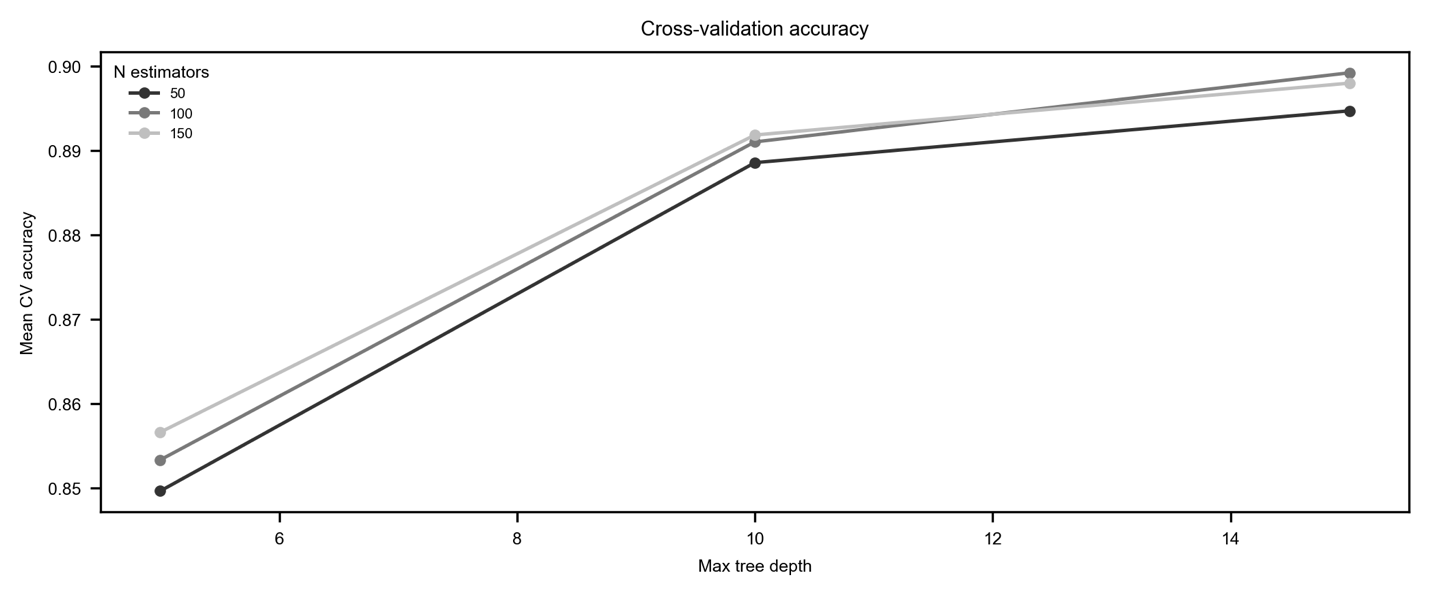 Cross-validation accuracy
N estimators
50
100
150
0.90
0.89
0.88
0.87
0.86
0.85
Mean CV accuracy
6 8 10 12 14
Max tree depth